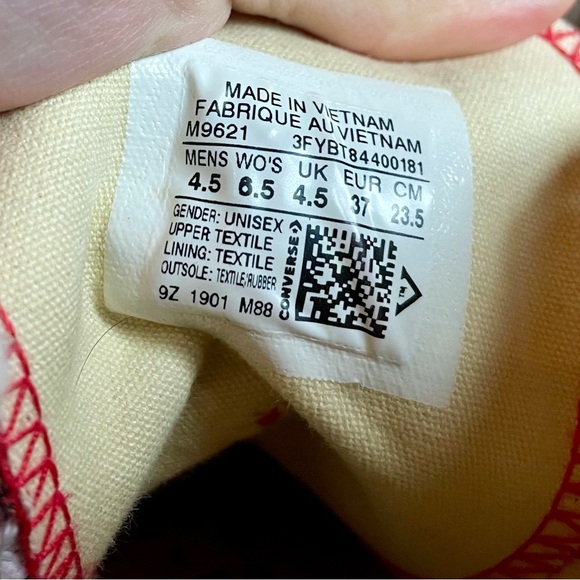 MADE IN VIETNAM
FABRIQUE AU VIETNAM
M9621 3FYBT84400181
MENS WO'S UK EUR CM
4.5 6.5 4.5 37 23.5
GENDER: UNISEX
UPPER TEXTILE
LINING: TEXTILE
OUTSOLE: TEXTILE/RUBBER
9Z 1901 M88
CONVERSE
TM